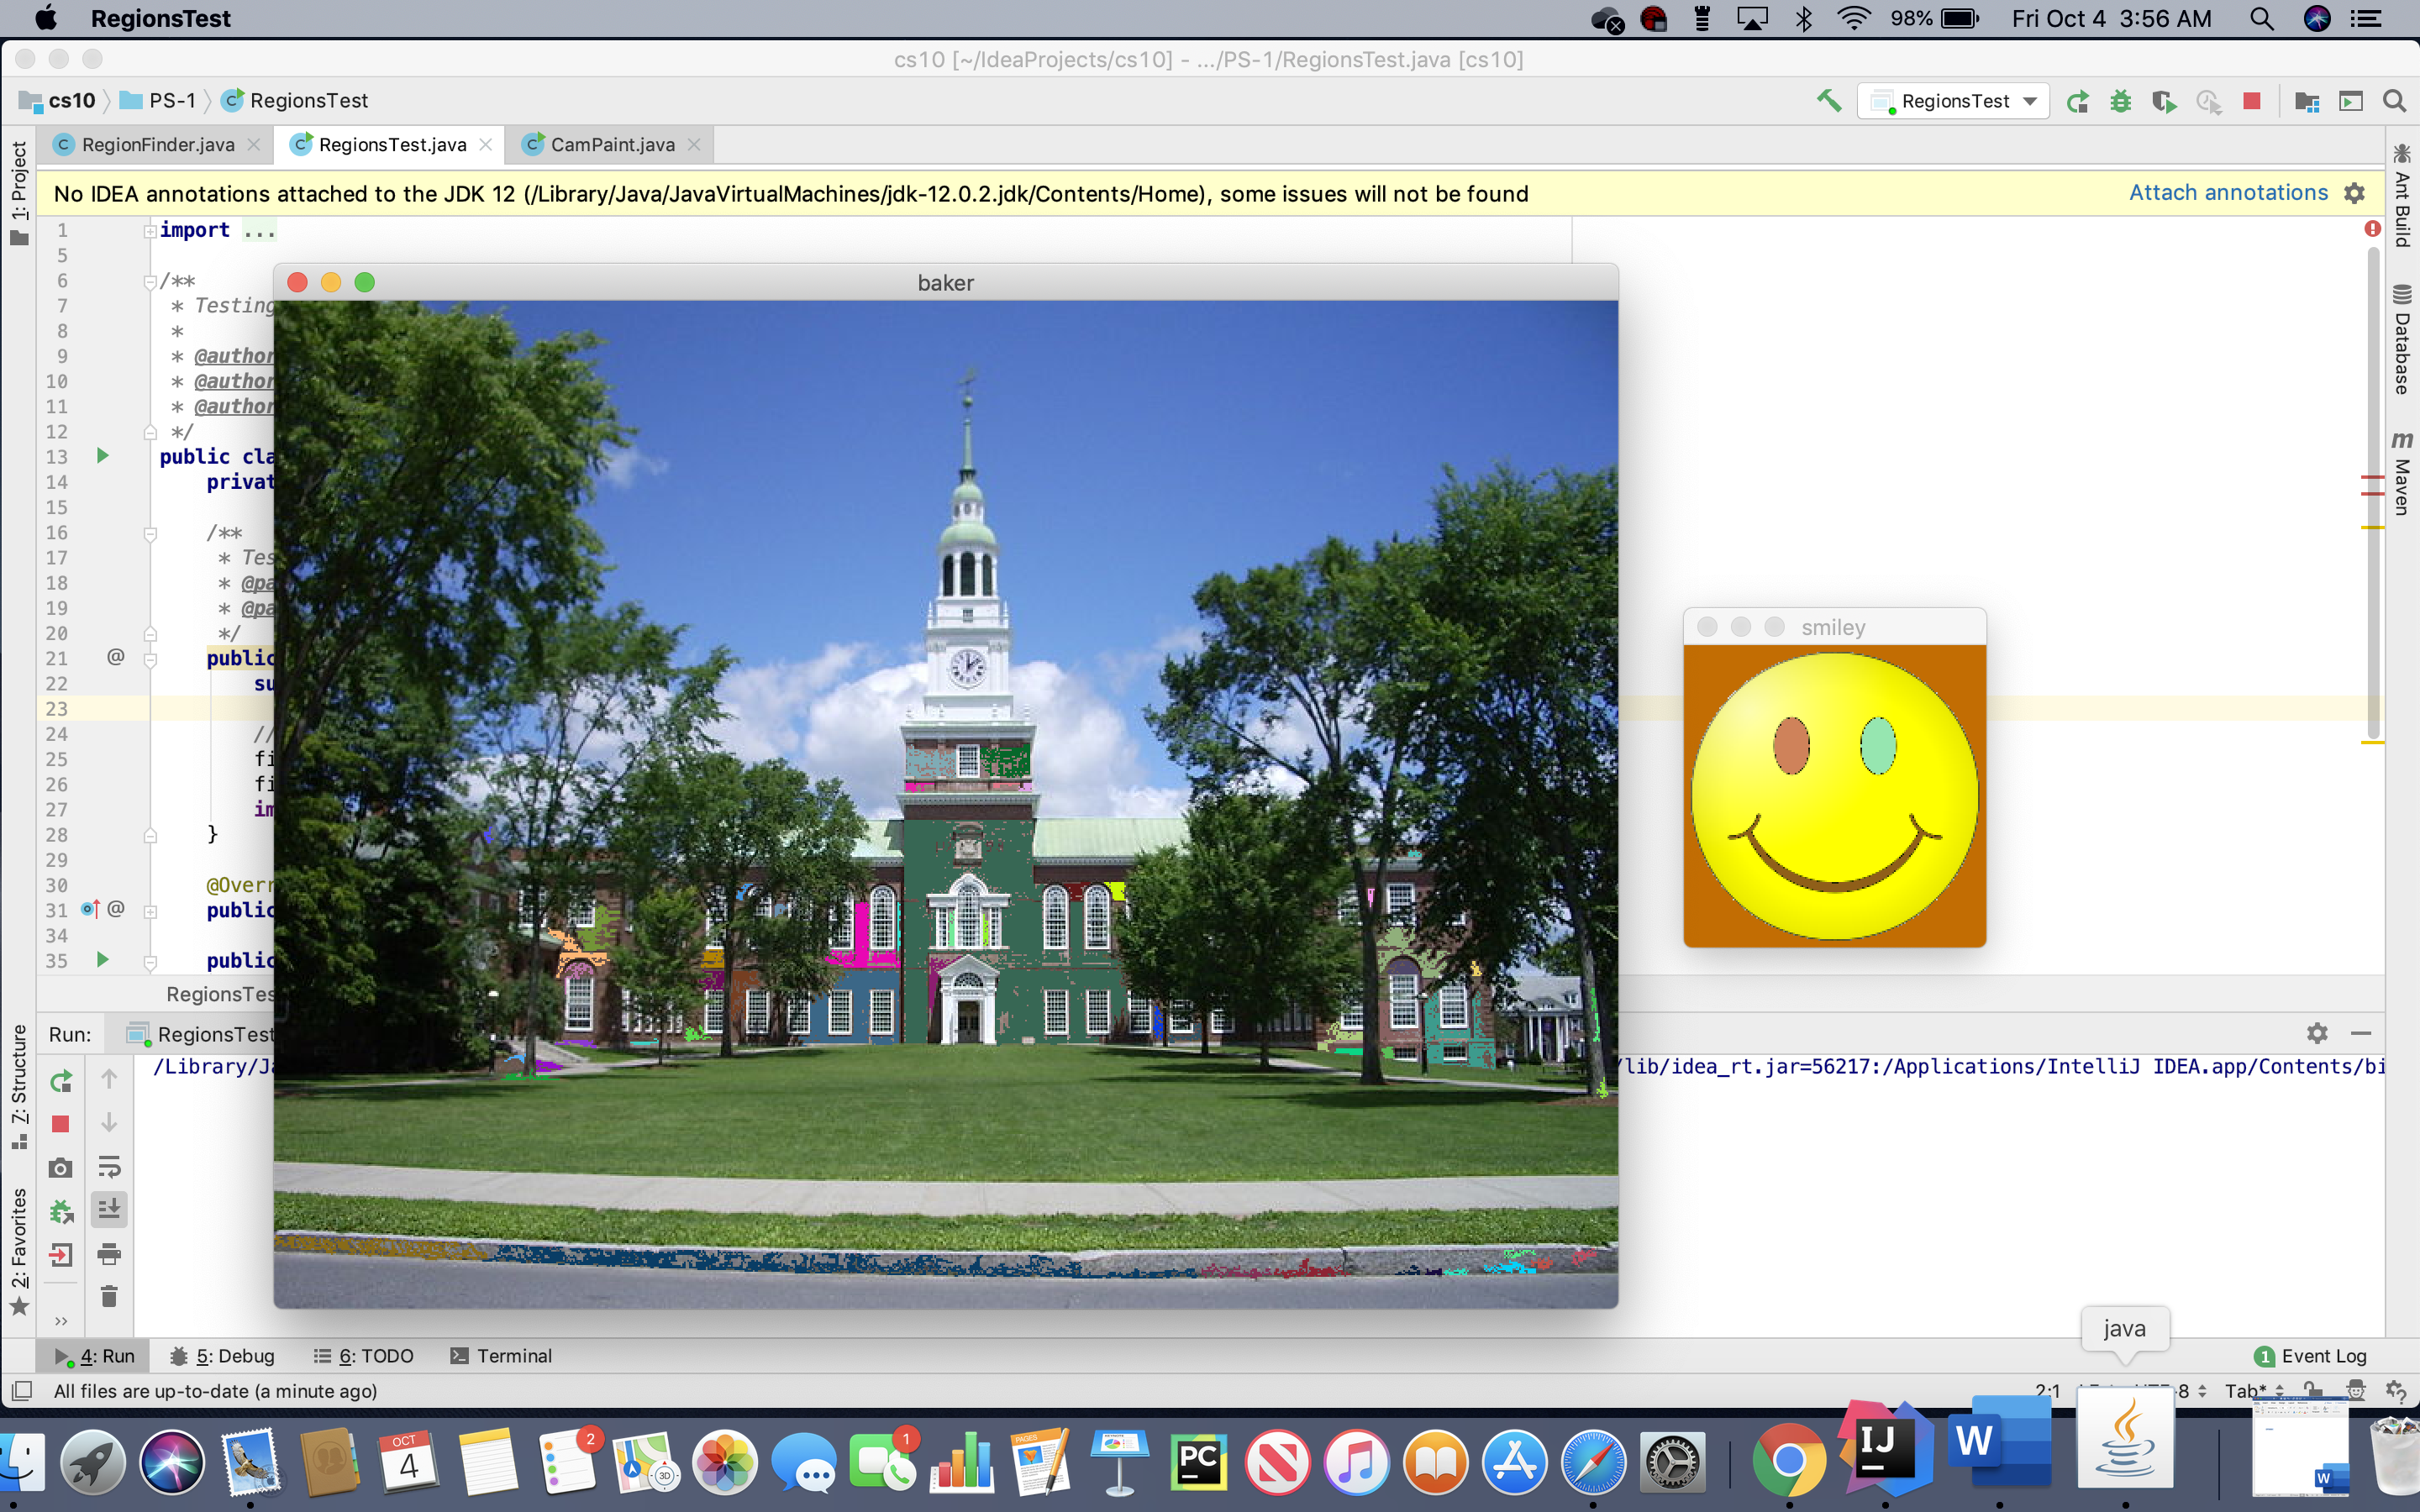 RegionsTest
98%
Fri Oct 4 3:56 AM
cs10 [~/IdeaProjects/cs10] - .../PS-1/RegionsTest.java [cs10]
cs10
PS-1
RegionsTest
RegionsTest
RegionFinder.java
RegionsTest.java
CamPaint.java
No IDEA annotations attached to the JDK 12 (/Library/Java/JavaVirtualMachines/jdk-12.0.2.jdk/Contents/Home), some issues will not be found
Attach annotations
1: Project
Ant Build
Database
m Maven
1 import ...
5
6 /**
7 * Testing
8 *
9 * @author
10 * @author
11 * @author
12 */
13 public cla
14 privat
15
16 /**
17 * Tes
18 * @pa
19 * @pa
20 */
21 @ public
22 su
23
24 //
25 fi
26 fi
27 im
28 }
29
30 @Overr
31 @ public
34
35 public
baker
smiley
RegionsTes
Run:
RegionsTest
/Library/Ja
/lib/idea_rt.jar=56217:/Applications/IntelliJ IDEA.app/Contents/bi
7: Structure
2: Favorites
>>
java
4: Run
5: Debug
6: TODO
Terminal
1 Event Log
All files are up-to-date (a minute ago)
2:1
Tab*
OCT
4
2
3D
1
PAGES
PC
IJ
W
W